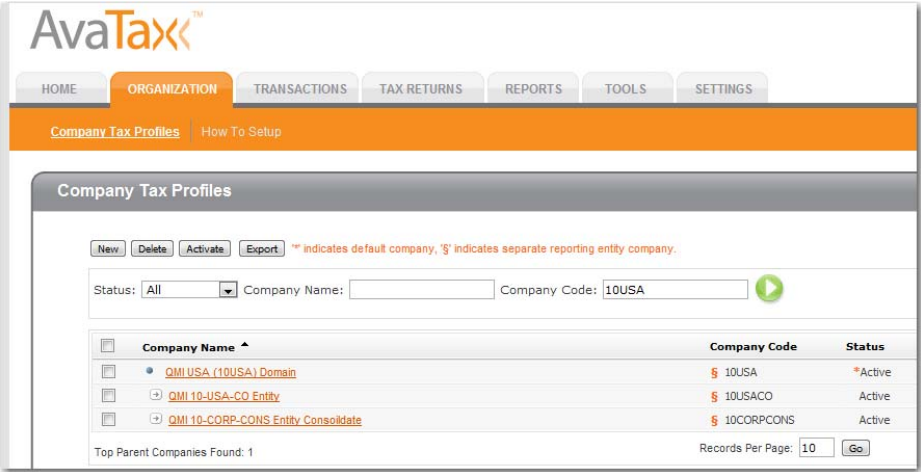 AvaTax™
HOME ORGANIZATION TRANSACTIONS TAX RETURNS REPORTS TOOLS SETTINGS
Company Tax Profiles | How To Setup
Company Tax Profiles
New Delete Activate Export '*' indicates default company, '§' indicates separate reporting entity company.
Status: All Company Name: Company Code: 10USA
Company Name Company Code Status
QMI USA (10USA) Domain § 10USA *Active
QMI 10-USA-CO Entity § 10USACO Active
QMI 10-CORP-CONS Entity Consoildate § 10CORPCONS Active
Top Parent Companies Found: 1 Records Per Page: 10 Go